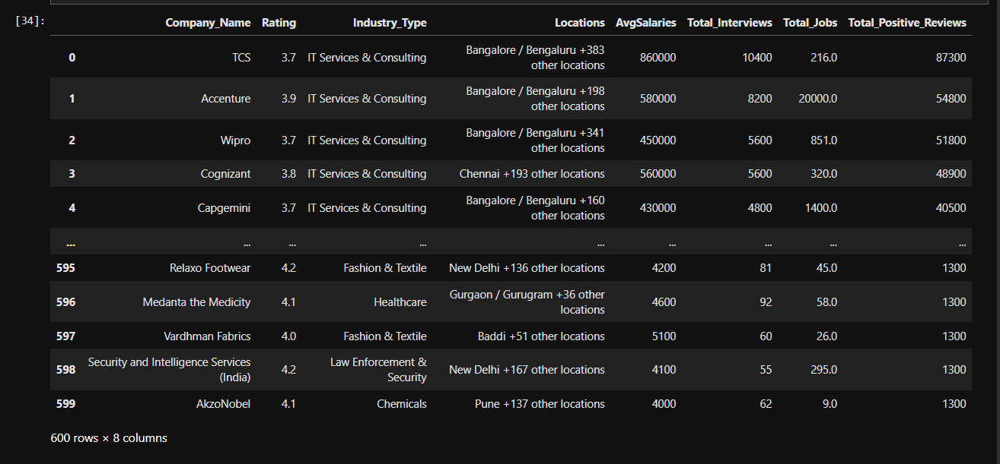 [34]:
Company_Name Rating Industry_Type Locations AvgSalaries Total_Interviews Total_Jobs Total_Positive_Reviews
0 TCS 3.7 IT Services & Consulting Bangalore / Bengaluru +383 other locations 860000 10400 216.0 87300
1 Accenture 3.9 IT Services & Consulting Bangalore / Bengaluru +198 other locations 580000 8200 20000.0 54800
2 Wipro 3.7 IT Services & Consulting Bangalore / Bengaluru +341 other locations 450000 5600 851.0 51800
3 Cognizant 3.8 IT Services & Consulting Chennai +193 other locations 560000 5600 320.0 48900
4 Capgemini 3.7 IT Services & Consulting Bangalore / Bengaluru +160 other locations 430000 4800 1400.0 40500
... ... ... ... ... ... ... ... ...
595 Relaxo Footwear 4.2 Fashion & Textile New Delhi +136 other locations 4200 81 45.0 1300
596 Medanta the Medicity 4.1 Healthcare Gurgaon / Gurugram +36 other locations 4600 92 58.0 1300
597 Vardhman Fabrics 4.0 Fashion & Textile Baddi +51 other locations 5100 60 26.0 1300
598 Security and Intelligence Services (India) 4.2 Law Enforcement & Security New Delhi +167 other locations 4100 55 295.0 1300
599 AkzoNobel 4.1 Chemicals Pune +137 other locations 4000 62 9.0 1300
600 rows × 8 columns